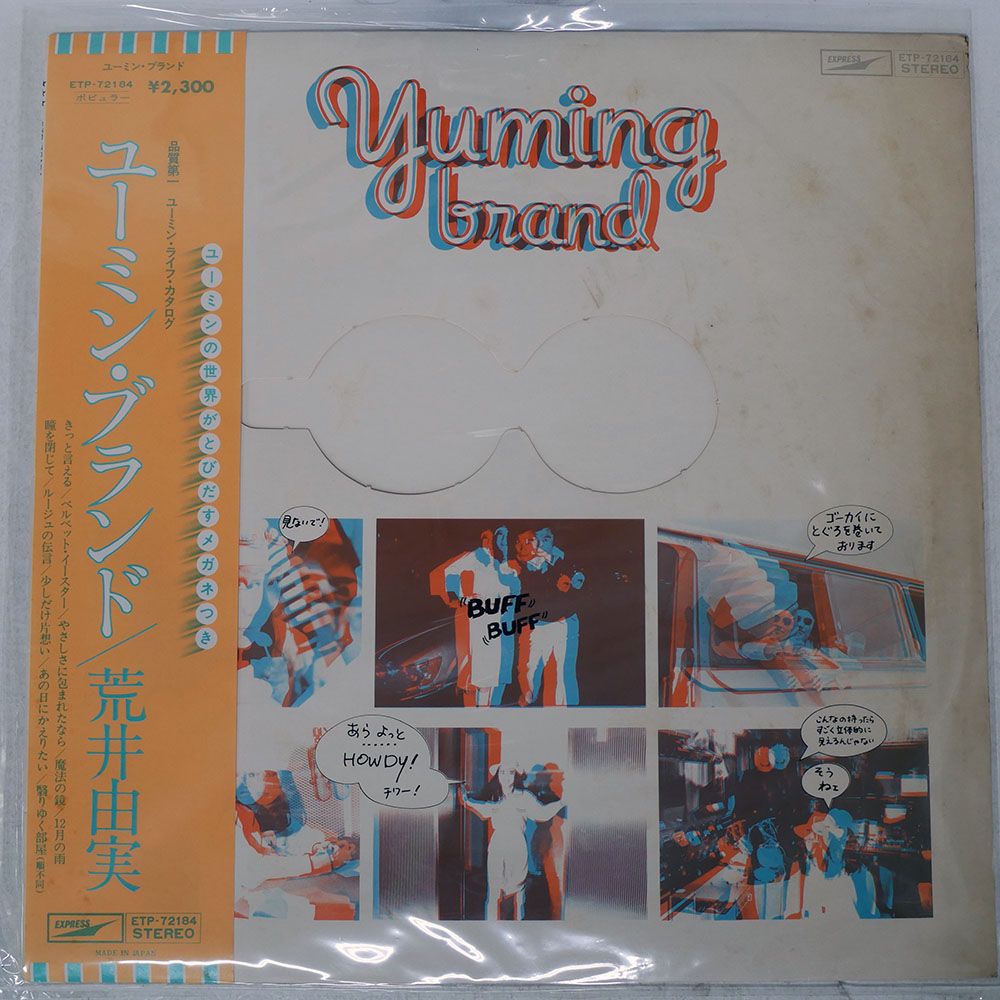 ユーミン・ブランド
ETP-72184
¥2,300
ポピュラー
ユーミン・ブランド/荒井由実
品質第一 ユーミン・ライフ・カタログ
ユーミンの世界がとびだすメガネつき
きっと言える/ベルベット・イースター/やさしさに包まれたなら/魔法の鏡/12月の雨
瞳を閉じて/ルージュの伝言/少しだけ片想い/あの日にかえりたい/翳りゆく部屋(順不同)
EXPRESS
ETP-72184
STEREO
MADE IN JAPAN
EXPRESS
ETP-72184
STEREO
Yuming
brand
見ないで!
"BUFF"
"BUFF"
ゴーカイに
とぐろを巻いて
おります
あら よっと
......
HOWDY!
チワー!
こんなの持ったら
すごく立体的に
見えるんじゃない
そう
ねェ